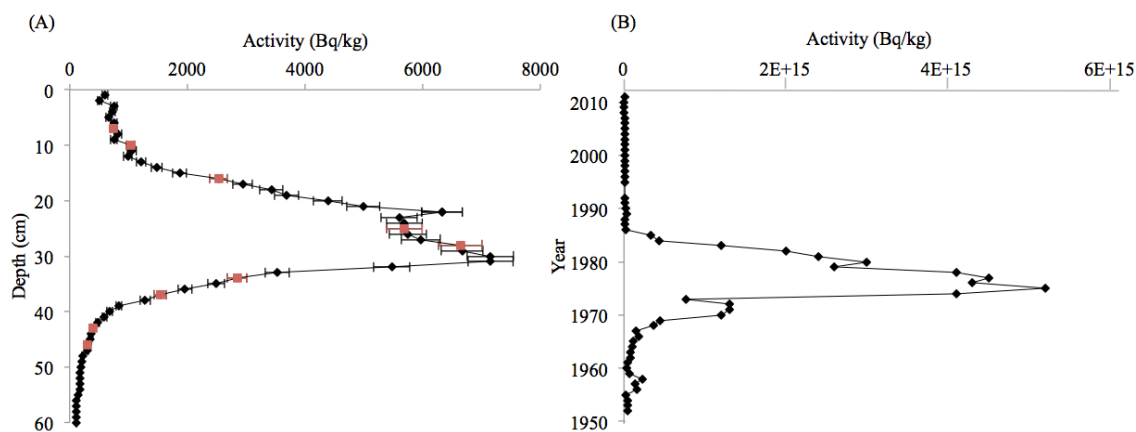 (A)
Activity (Bq/kg)
0 2000 4000 6000 8000
0
10
20
30
40
50
60
Depth (cm)
(B)
Activity (Bq/kg)
0 2E+15 4E+15 6E+15
2010
2000
1990
1980
1970
1960
1950
Year